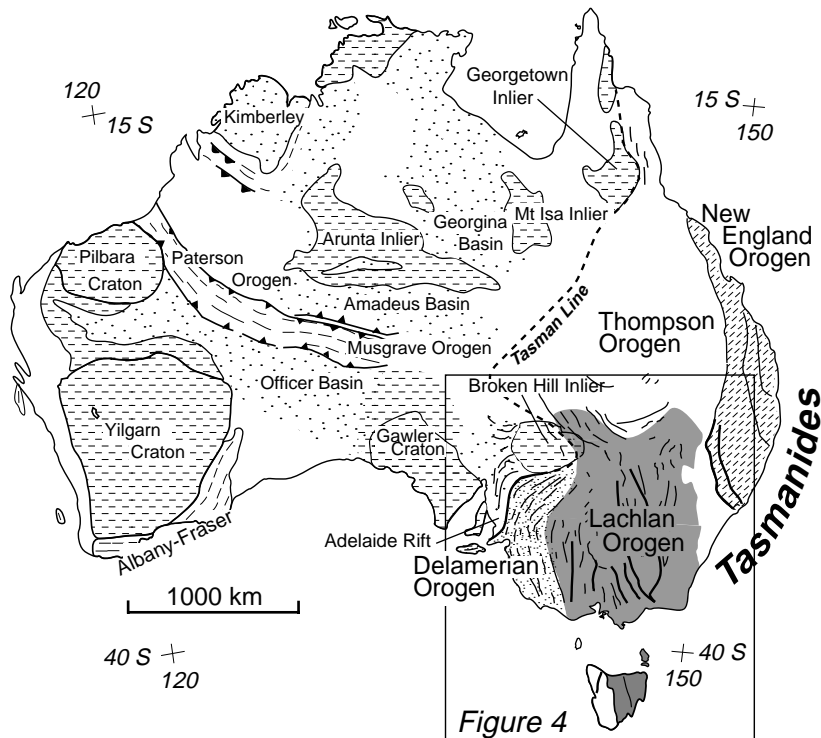 Georgetown
Inlier
120
15 S
Kimberley
15 S
150
New
England
Orogen
Mt Isa Inlier
Georgina
Basin
Arunta Inlier
Pilbara
Craton
Paterson
Orogen
Amadeus Basin
Tasman Line
Thompson
Orogen
Musgrave Orogen
Officer Basin
Broken Hill Inlier
Yilgarn
Craton
Gawler
Craton
Lachlan
Orogen
Tasmanides
Albany-Fraser
Adelaide Rift
Delamerian
Orogen
1000 km
40 S
120
40 S
150
Figure 4